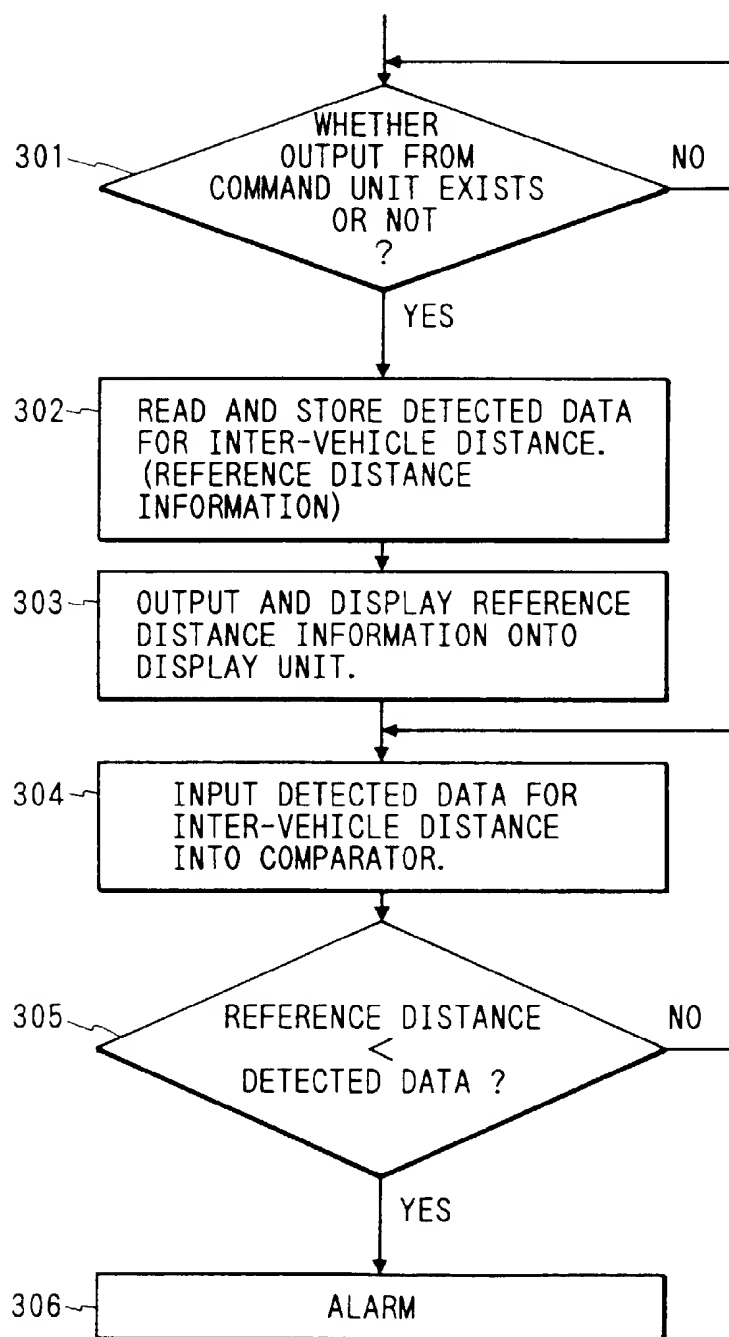 WHETHER
OUTPUT FROM
COMMAND UNIT EXISTS
OR NOT
?
301
NO
YES
302
READ AND STORE DETECTED DATA
FOR INTER-VEHICLE DISTANCE.
(REFERENCE DISTANCE
INFORMATION)
303
OUTPUT AND DISPLAY REFERENCE
DISTANCE INFORMATION ONTO
DISPLAY UNIT.
304
INPUT DETECTED DATA FOR
INTER-VEHICLE DISTANCE
INTO COMPARATOR.
305
REFERENCE DISTANCE
<
DETECTED DATA ?
NO
YES
306
ALARM